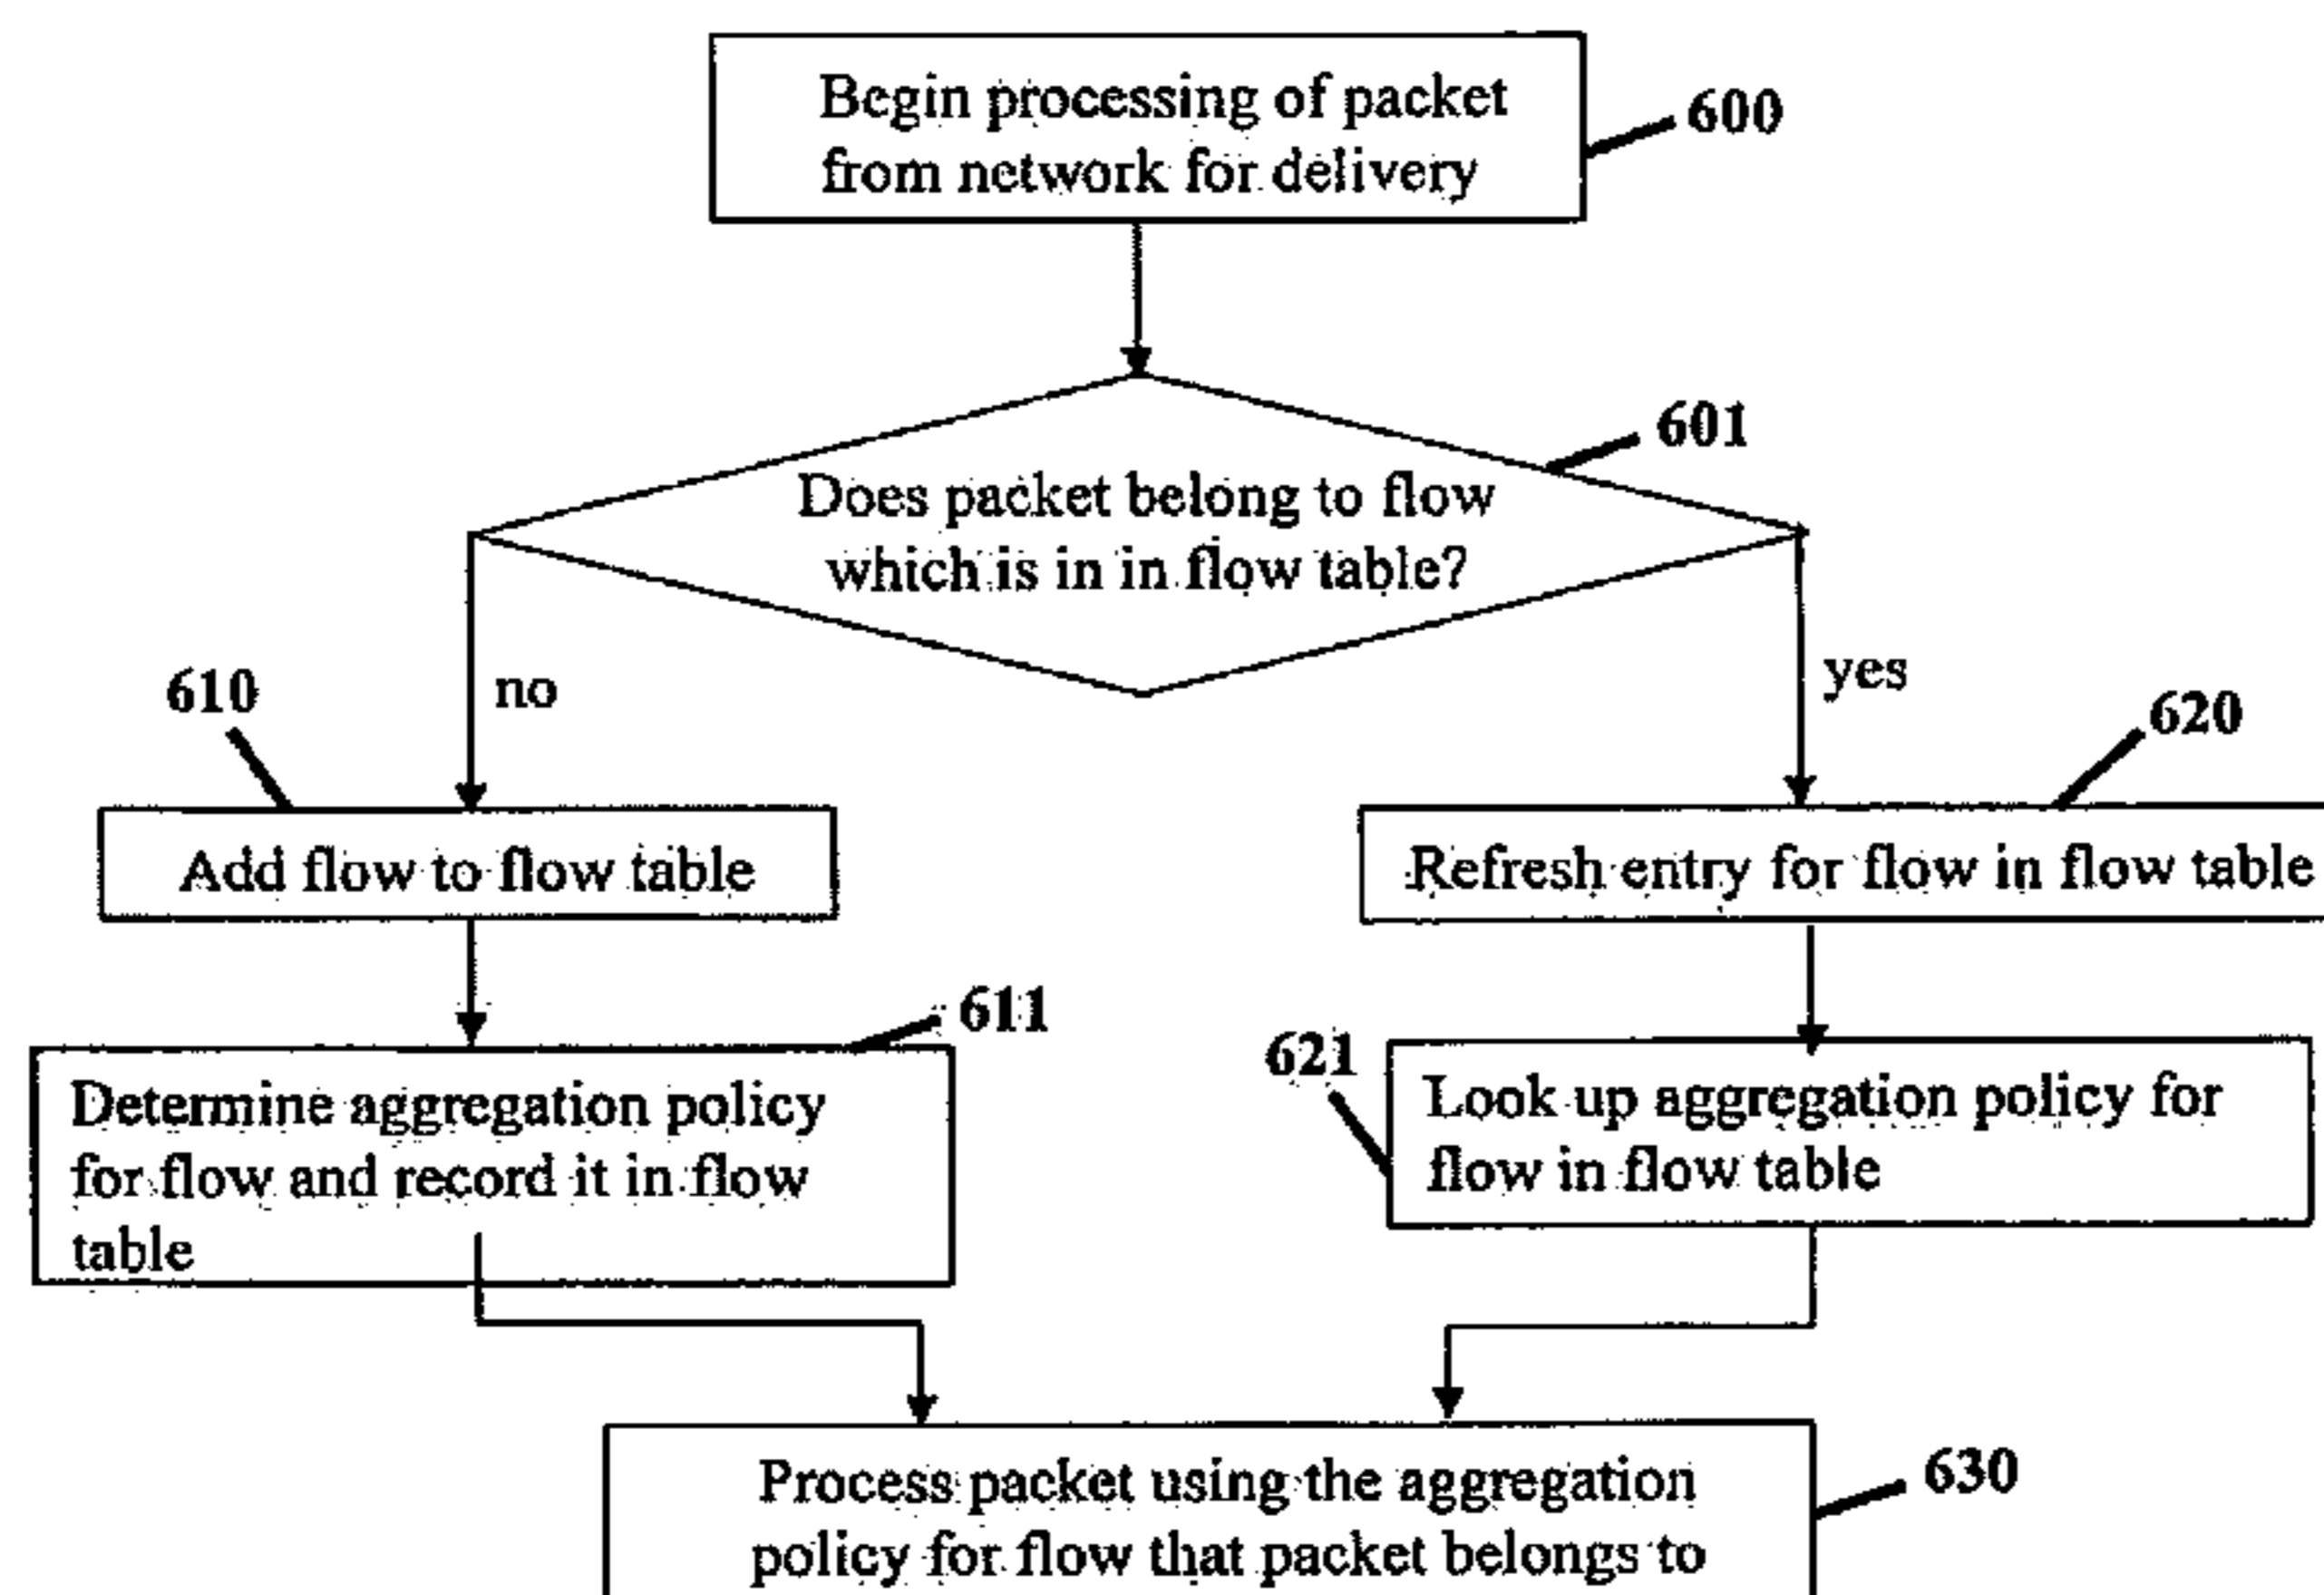 Begin processing of packet
from network for delivery
600
601
Does packet belong to flow
which is in in flow table?
no
yes
610
620
Add flow to flow table
Refresh entry for flow in flow table
611
621
Determine aggregation policy
for flow and record it in flow
table
Look up aggregation policy for
flow in flow table
Process packet using the aggregation
policy for flow that packet belongs to
630